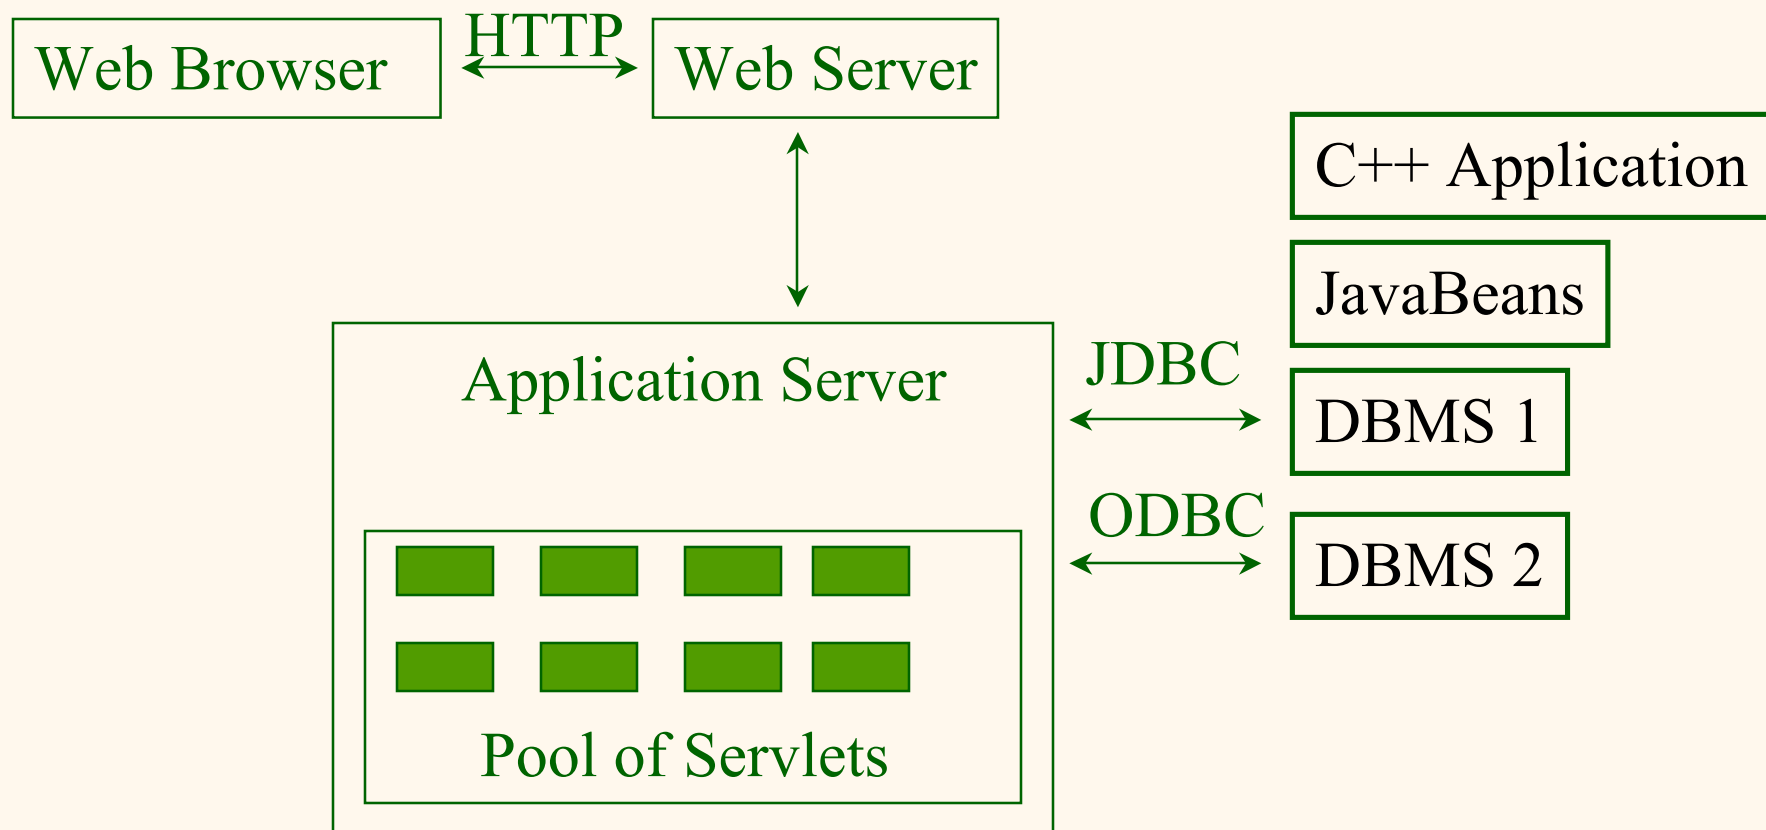 Web Browser
HTTP
Web Server
C++ Application
JavaBeans
Application Server
JDBC
DBMS 1
ODBC
DBMS 2
Pool of Servlets